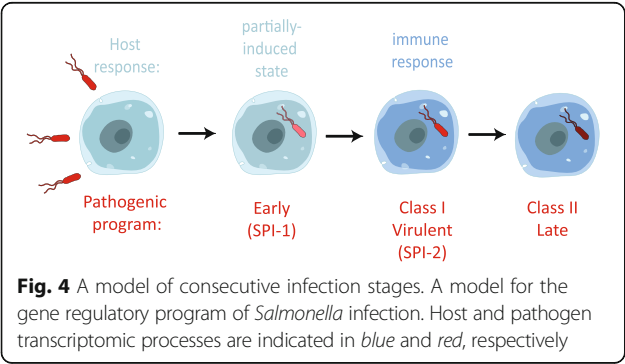 Host
response:
partially-
induced
state
immune
response
Pathogenic
program:
Early
(SPI-1)
Class I
Virulent
(SPI-2)
Class II
Late
Fig. 4 A model of consecutive infection stages. A model for the
gene regulatory program of Salmonella infection. Host and pathogen
transcriptomic processes are indicated in blue and red, respectively